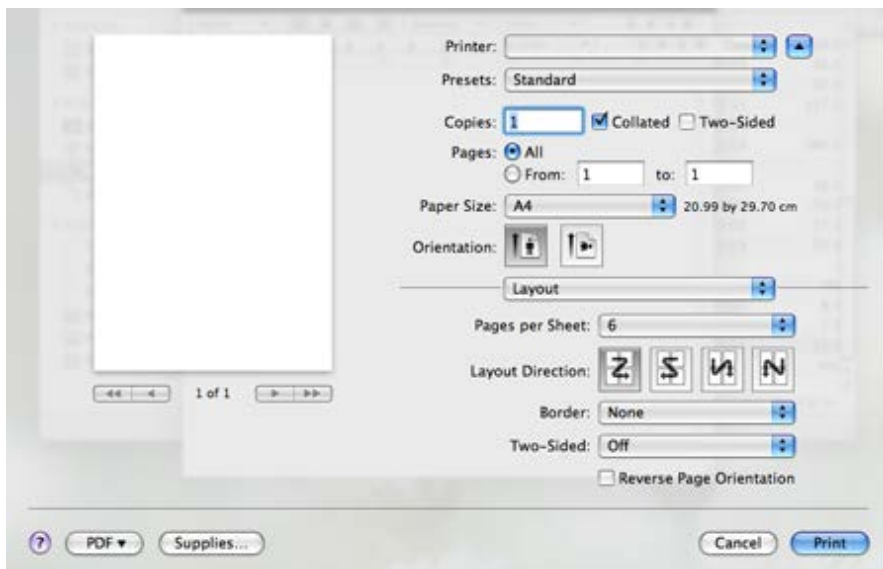 Printer:
Presets: Standard
Copies: 1 Collated Two-Sided
Pages: All
From: 1 to: 1
Paper Size: A4 20.99 by 29.70 cm
Orientation:
Layout
Pages per Sheet: 6
Layout Direction:
1 of 1
Border: None
Two-Sided: Off
Reverse Page Orientation
? PDF Supplies... Cancel Print